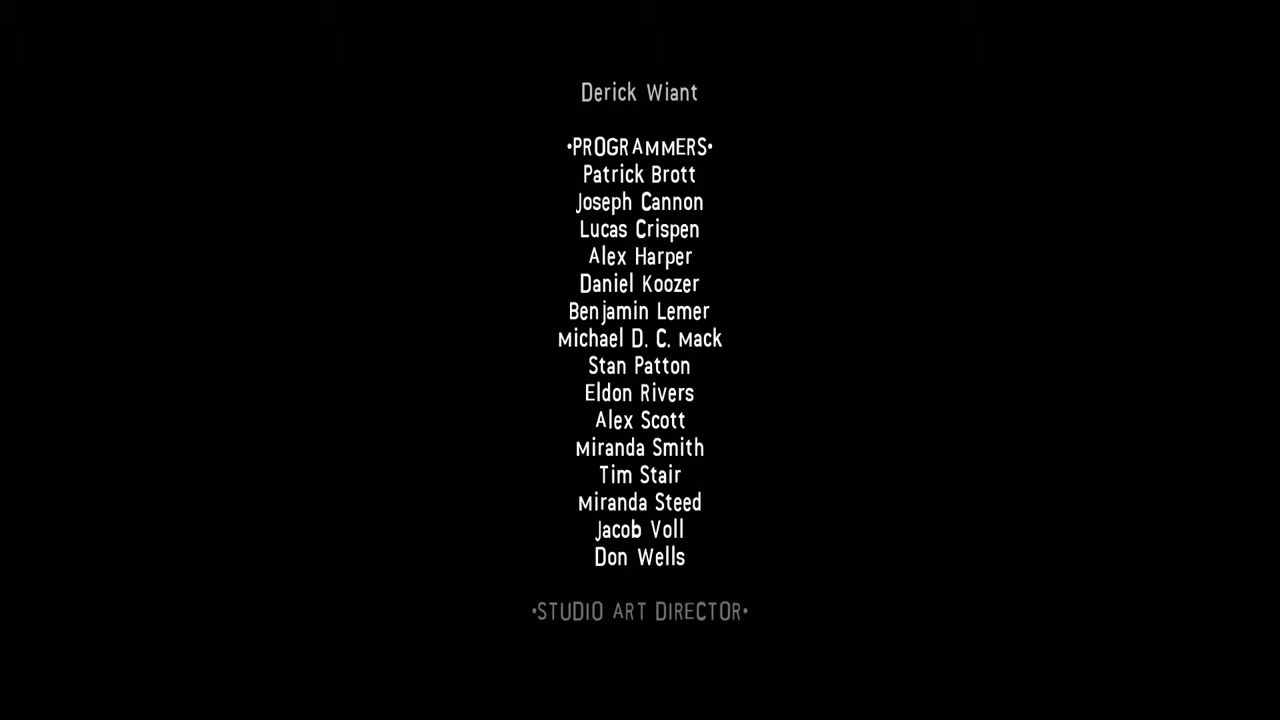 Derick Wiant
•PROGRAMMERS•
Patrick Brott
Joseph Cannon
Lucas Crispen
Alex Harper
Daniel Koozer
Benjamin Lemer
Michael D. C. Mack
Stan Patton
Eldon Rivers
Alex Scott
Miranda Smith
Tim Stair
Miranda Steed
Jacob Voll
Don Wells
•STUDIO ART DIRECTOR•